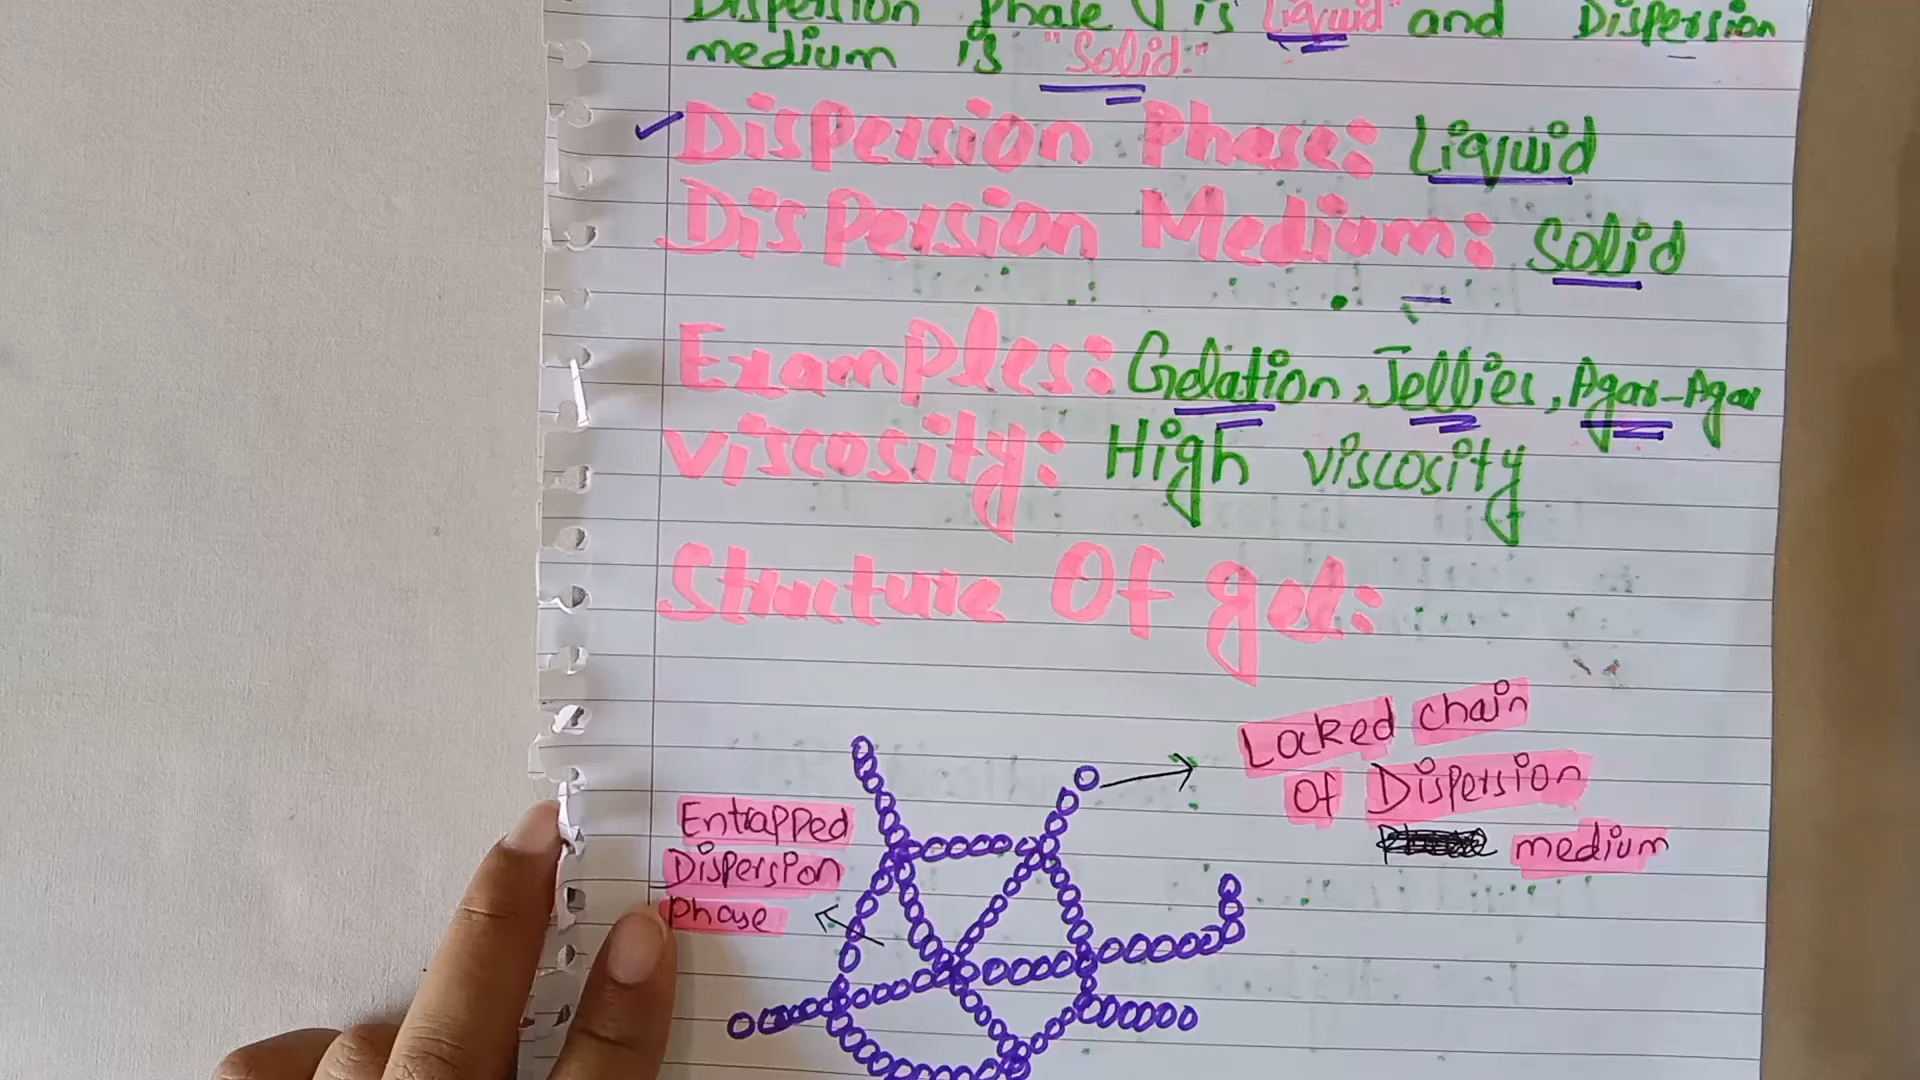 Dispersion Phase is "Liquid" and Dispersion
medium is "Solid."
Dispersion Phase: Liquid
Dispersion Medium: Solid
Examples: Gelation, Jellies, Agar-Agar
viscosity: High viscosity
Structure Of gel:
Locked chain
Of Dispersion
medium
Entrapped
Dispersion
phase